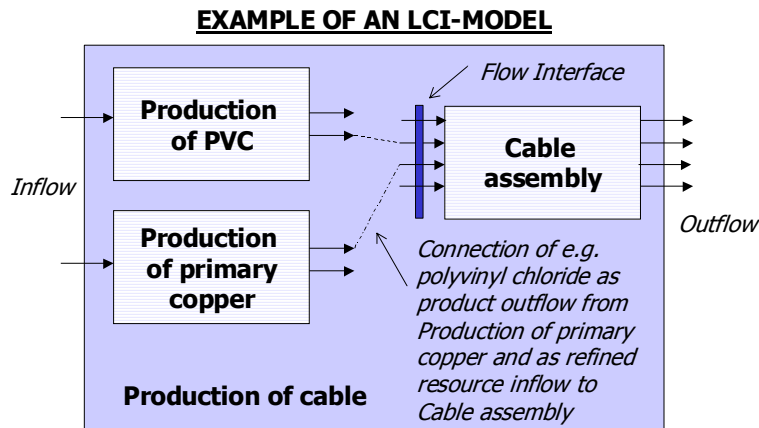 EXAMPLE OF AN LCI-MODEL
Flow Interface
Production
of PVC
Cable
assembly
Inflow
Outflow
Production
of primary
copper
Connection of e.g.
polyvinyl chloride as
product outflow from
Production of primary
copper and as refined
resource inflow to
Cable assembly
Production of cable